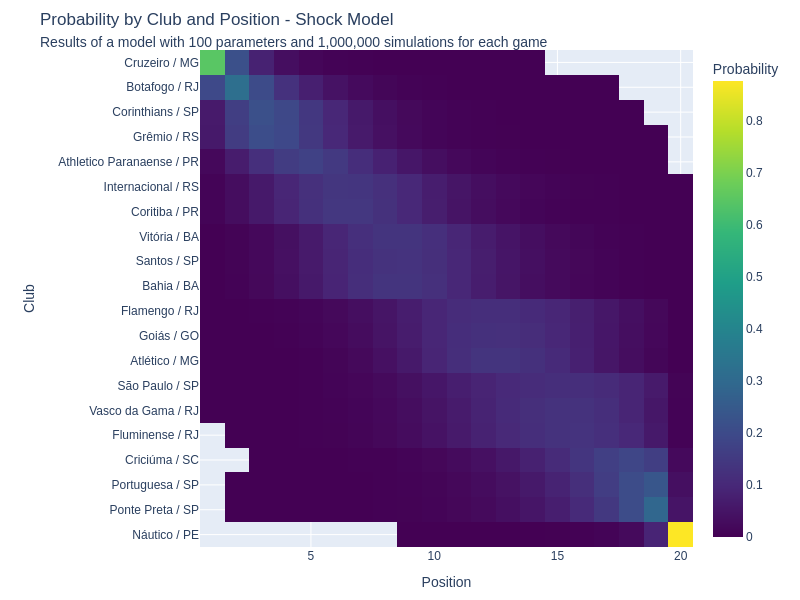 Probability by Club and Position - Shock Model
Results of a model with 100 parameters and 1,000,000 simulations for each game
Probability
Club
Cruzeiro / MG
Botafogo / RJ
Corinthians / SP
Grêmio / RS
Athletico Paranaense / PR
Internacional / RS
Coritiba / PR
Vitória / BA
Santos / SP
Bahia / BA
Flamengo / RJ
Goiás / GO
Atlético / MG
São Paulo / SP
Vasco da Gama / RJ
Fluminense / RJ
Criciúma / SC
Portuguesa / SP
Ponte Preta / SP
Náutico / PE
0.8
0.7
0.6
0.5
0.4
0.3
0.2
0.1
0
5 10 15 20
Position